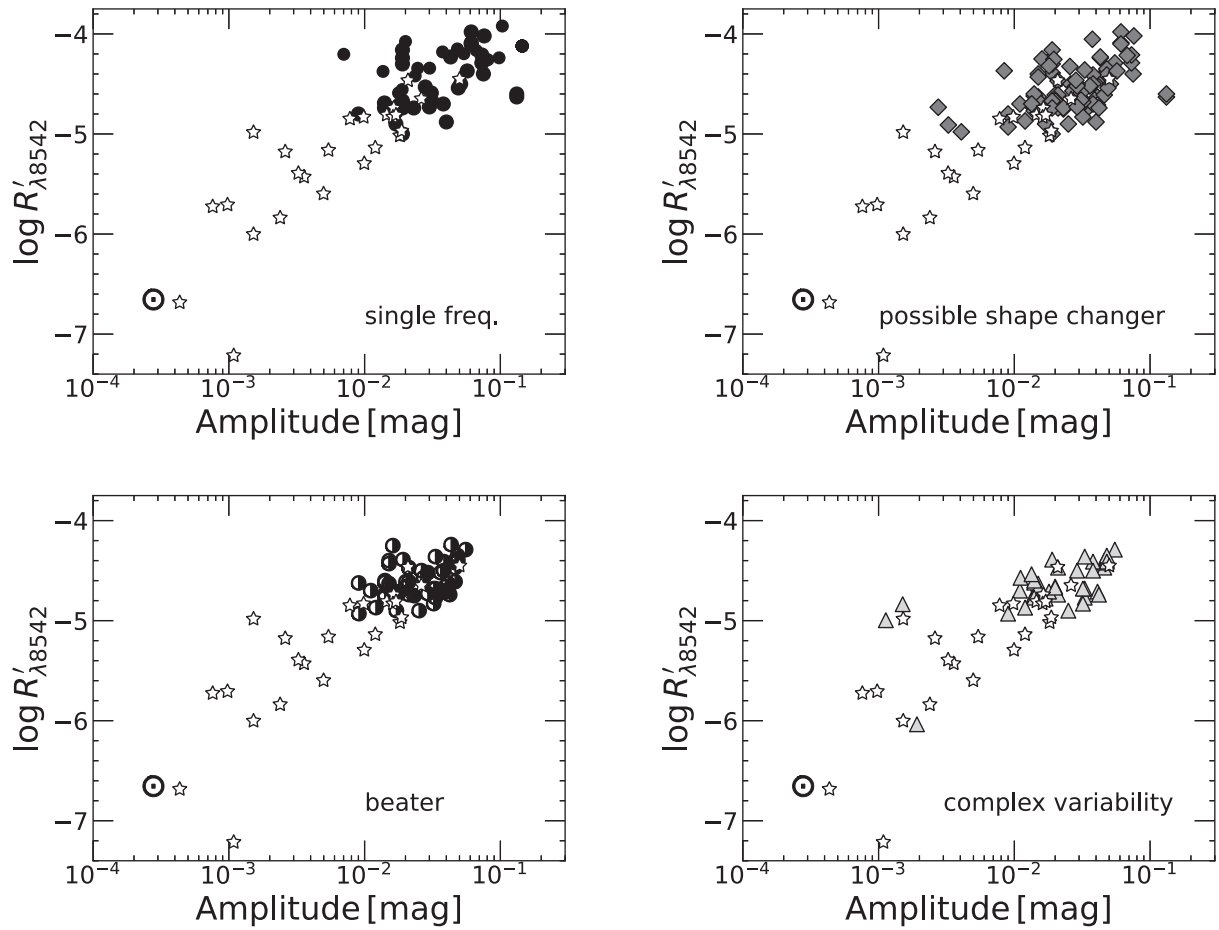 −4
−5
−6
−7
log R′λ8542
single freq.
10⁻⁴ 10⁻³ 10⁻² 10⁻¹
Amplitude [mag]
−4
−5
−6
−7
log R′λ8542
possible shape changer
10⁻⁴ 10⁻³ 10⁻² 10⁻¹
Amplitude [mag]
−4
−5
−6
−7
log R′λ8542
beater
10⁻⁴ 10⁻³ 10⁻² 10⁻¹
Amplitude [mag]
−4
−5
−6
−7
log R′λ8542
complex variability
10⁻⁴ 10⁻³ 10⁻² 10⁻¹
Amplitude [mag]